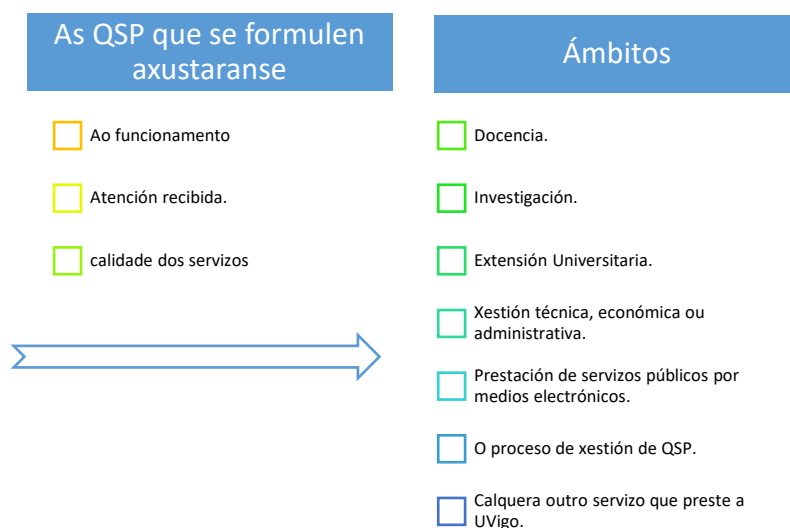 As QSP que se formulen
axustaranse
Ao funcionamento
Atención recibida.
calidade dos servizos
Ámbitos
Docencia.
Investigación.
Extensión Universitaria.
Xestión técnica, económica ou
administrativa.
Prestación de servizos públicos por
medios electrónicos.
O proceso de xestión de QSP.
Calquera outro servizo que preste a
UVigo.